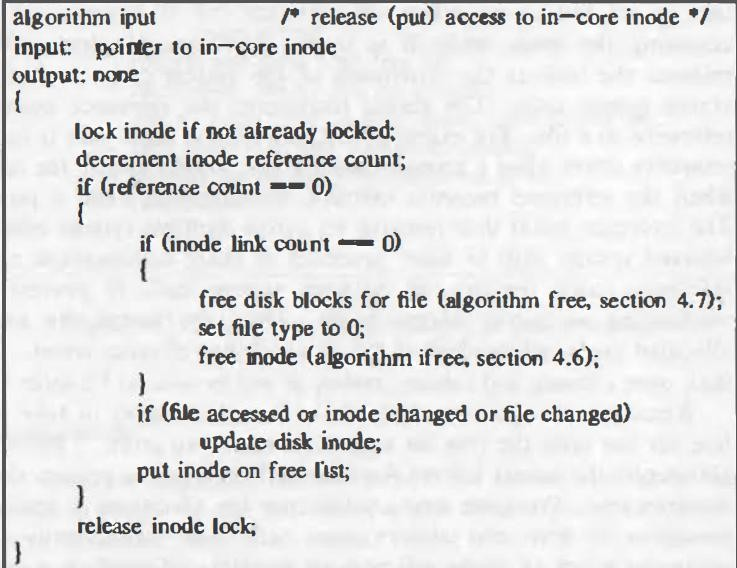 algorithm iput /* release (put) access to in-core inode */
input: pointer to in-core inode
output: none
{
lock inode if not already locked;
decrement inode reference count;
if (reference count == 0)
{
if (inode link count == 0)
{
free disk blocks for file (algorithm free, section 4.7);
set file type to 0;
free inode (algorithm ifree, section 4.6);
}
if (file accessed or inode changed or file changed)
update disk inode;
put inode on free list;
}
release inode lock;
}